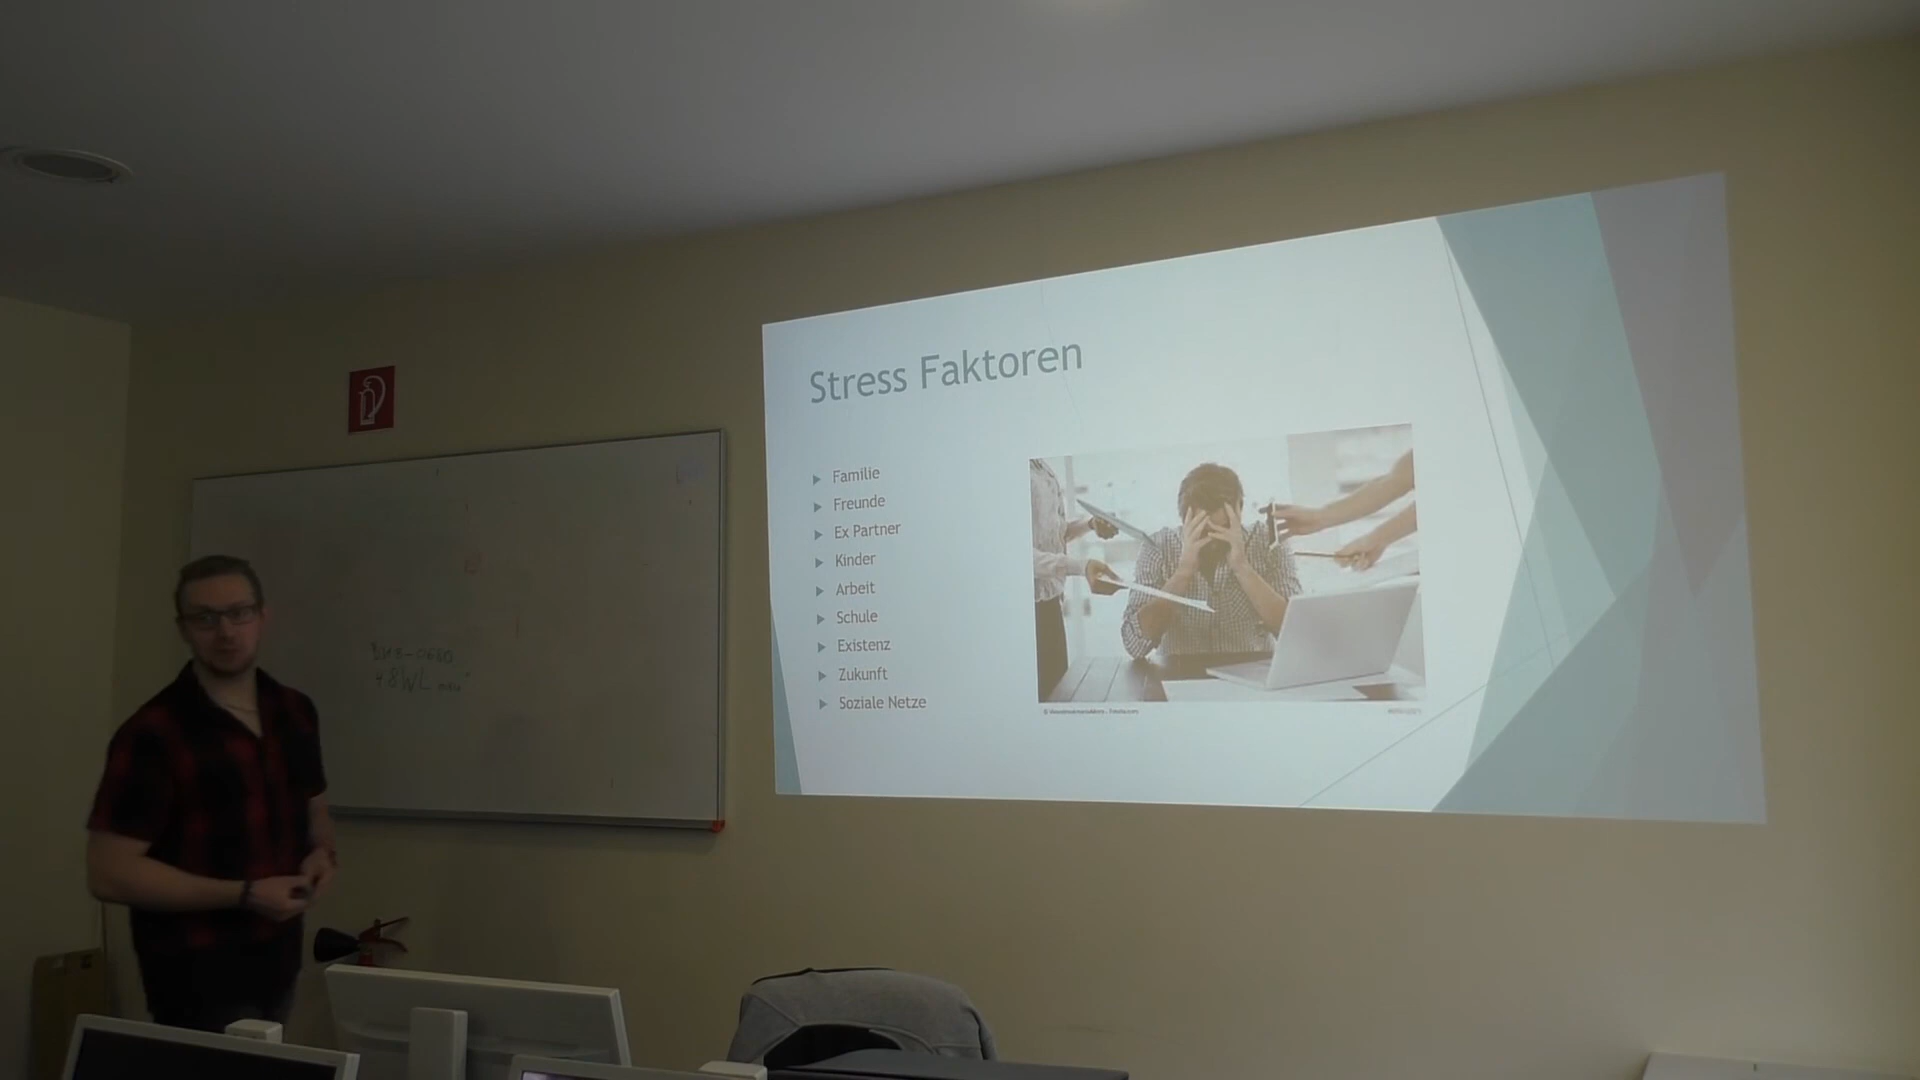 Stress Faktoren
Familie
Freunde
Ex Partner
Kinder
Arbeit
Schule
Existenz
Zukunft
Soziale Netze